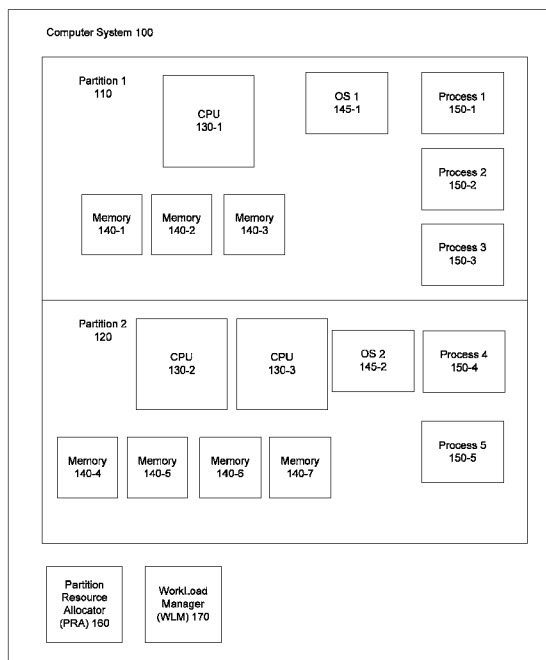 Computer System 100
Partition 1
110
CPU
130-1
OS 1
145-1
Process 1
150-1
Process 2
150-2
Memory
140-1
Memory
140-2
Memory
140-3
Process 3
150-3
Partition 2
120
CPU
130-2
CPU
130-3
OS 2
145-2
Process 4
150-4
Memory
140-4
Memory
140-5
Memory
140-6
Memory
140-7
Process 5
150-5
Partition
Resource
Allocator
(PRA) 160
WorkLoad
Manager
(WLM) 170